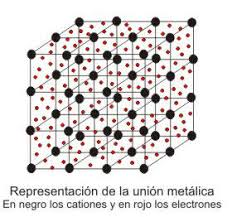 Representación de la unión metálica
En negro los cationes y en rojo los electrones